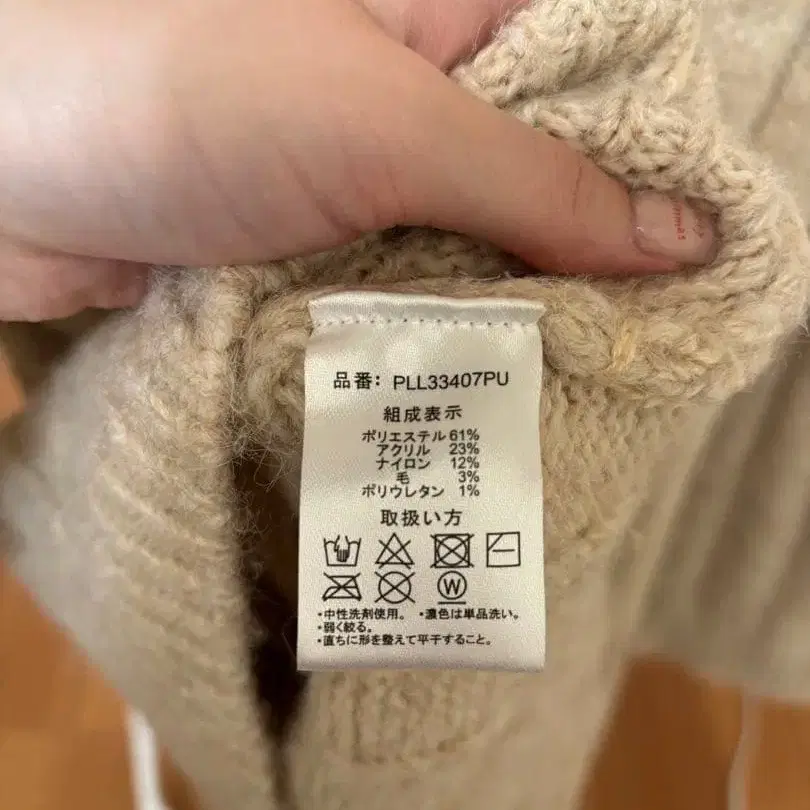 品番: PLL33407PU
組成表示
ポリエステル 61%
アクリル 23%
ナイロン 12%
毛 3%
ポリウレタン 1%
取扱い方
W
・中性洗剤使用。 ・濃色は単品洗い。
・弱く絞る。
・直ちに形を整えて平干すること。